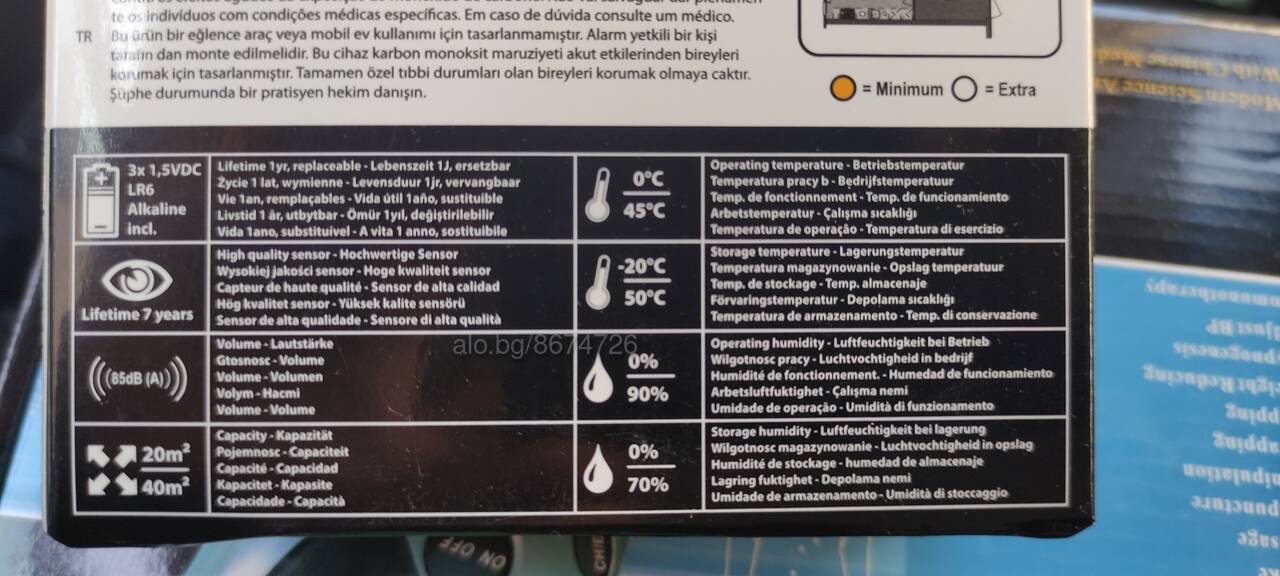 te os indivíduos com condições médicas específicas. Em caso de dúvida consulte um médico.
TR Bu ürün bir eğlence araç veya mobil ev kullanımı için tasarlanmamıştır. Alarm yetkili bir kişi
tarafın dan monte edilmelidir. Bu cihaz karbon monoksit maruziyeti akut etkilerinden bireyleri
korumak için tasarlanmıştır. Tamamen özel tıbbi durumları olan bireyleri korumak olmaya caktır.
Şüphe durumunda bir pratisyen hekim danışın.
= Minimum = Extra
3x 1,5VDC
LR6
Alkaline
incl.
Lifetime 1yr, replaceable - Lebenszeit 1J, ersetzbar
Życie 1 lat, wymienne - Levensduur 1jr, vervangbaar
Vie 1an, remplaçables - Vida útil 1año, sustituible
Livstid 1 år, utbytbar - Ömür 1yıl, değiştirilebilir
Vida 1ano, substituível - A vita 1 anno, sostituibile
0°C
45°C
Operating temperature - Betriebstemperatur
Temperatura pracy b - Bedrijfstemperatuur
Temp. de fonctionnement - Temp. de funcionamiento
Arbetstemperatur - Çalışma sıcaklığı
Temperatura de operação - Temperatura di esercizio
Lifetime 7 years
High quality sensor - Hochwertige Sensor
Wysokiej jakości sensor - Hoge kwaliteit sensor
Capteur de haute qualité - Sensor de alta calidad
Hög kvalitet sensor - Yüksek kalite sensörü
Sensor de alta qualidade - Sensore di alta qualità
-20°C
50°C
Storage temperature - Lagerungstemperatur
Temperatura magazynowanie - Opslag temperatuur
Temp. de stockage - Temp. almacenaje
Förvaringstemperatur - Depolama sıcaklığı
Temperatura de armazenamento - Temp. di conservazione
85dB (A)
Volume - Lautstärke
Gtosnosc - Volume
Volume - Volumen
Volym - Hacmi
Volume - Volume
0%
90%
Operating humidity - Luftfeuchtigkeit bei Betrieb
Wilgotnosc pracy - Luchtvochtigheid in bedrijf
Humidité de fonctionnement. - Humedad de funcionamiento
Arbetsluftfuktighet - Çalışma nemi
Umidade de operação - Umidità di funzionamento
20m²
40m²
Capacity - Kapazität
Pojemnosc - Capaciteit
Capacité - Capacidad
Kapacitet - Kapasite
Capacidade - Capacità
0%
70%
Storage humidity - Luftfeuchtigkeit bei lagerung
Wilgotnosc magazynowanie - Luchtvochtigheid in opslag
Humidité de stockage - humedad de almacenaje
Lagring fuktighet - Depolama nemi
Umidade de armazenamento - Umidità di stoccaggio
alo.bg/8674726
ON OFF